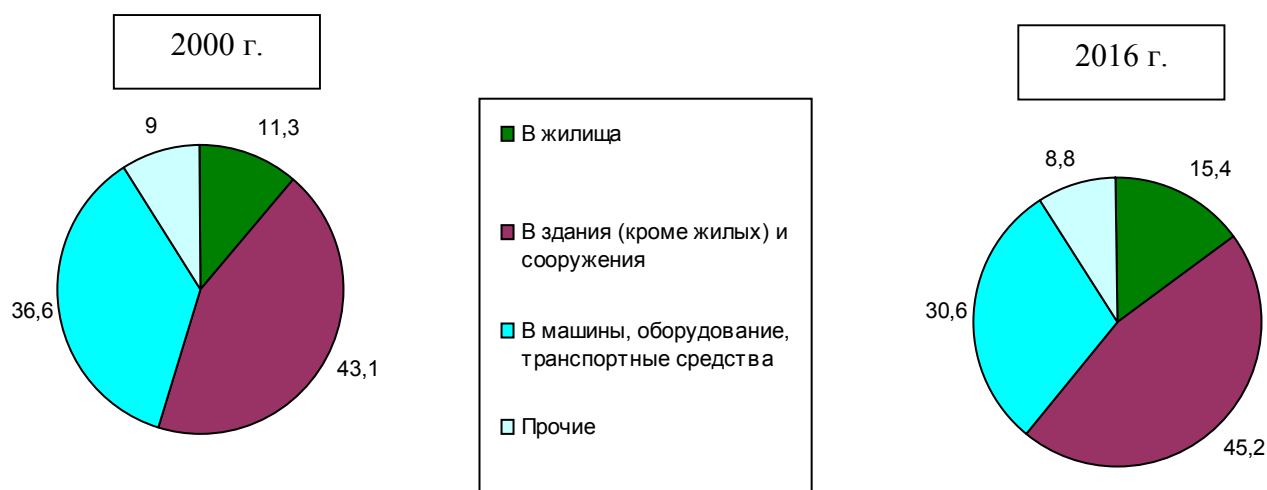 2000 г.
9
11,3
36,6
43,1
В жилища
В здания (кроме жилых) и
сооружения
В машины, оборудование,
транспортные средства
Прочие
2016 г.
8,8
15,4
30,6
45,2